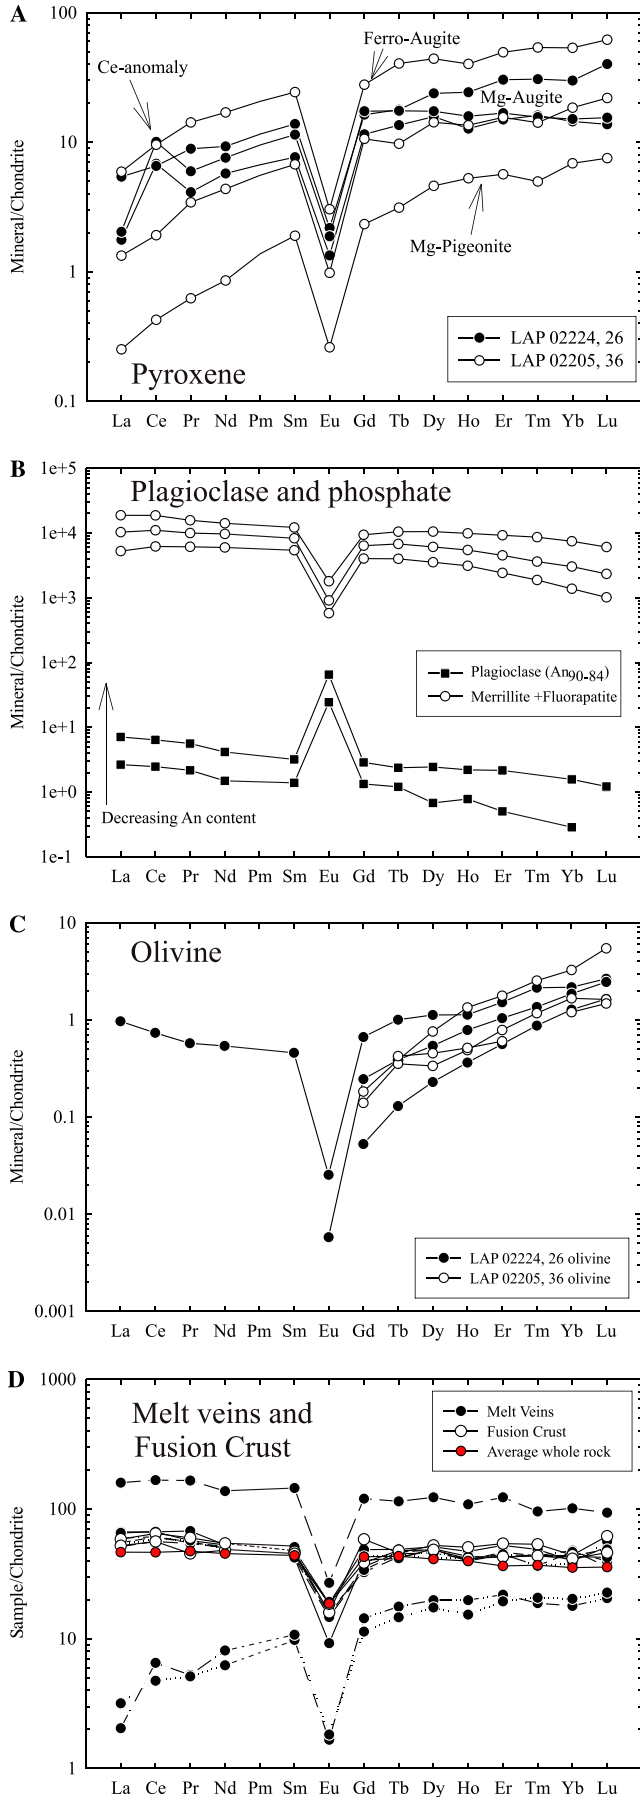 A
100
Ferro-Augite
Ce-anomaly
Mg-Augite
10
Mineral/Chondrite
Mg-Pigeonite
1
LAP 02224, 26
LAP 02205, 36
Pyroxene
0.1
La Ce Pr Nd Pm Sm Eu Gd Tb Dy Ho Er Tm Yb Lu
B
1e+5
Plagioclase and phosphate
1e+4
1e+3
Mineral/Chondrite
1e+2
Plagioclase (An90-84)
Merrillite +Fluorapatite
1e+1
1e+0
Decreasing An content
1e-1
La Ce Pr Nd Pm Sm Eu Gd Tb Dy Ho Er Tm Yb Lu
C
10
Olivine
1
Mineral/Chondrite
0.1
0.01
LAP 02224, 26 olivine
LAP 02205, 36 olivine
0.001
La Ce Pr Nd Pm Sm Eu Gd Tb Dy Ho Er Tm Yb Lu
D
1000
Melt veins and
Fusion Crust
Melt Veins
Fusion Crust
Average whole rock
100
Sample/Chondrite
10
1
La Ce Pr Nd Pm Sm Eu Gd Tb Dy Ho Er Tm Yb Lu